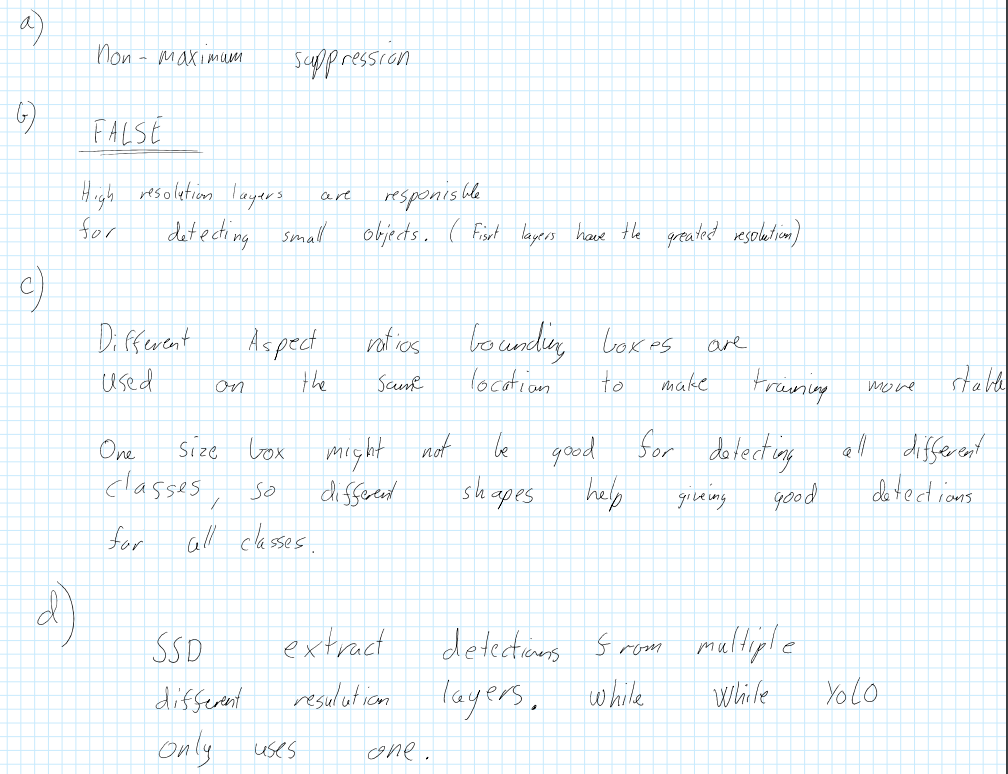 a)
Non-maximum suppression
b)
FALSE
High resolution layers are responisble
for detecting small objects. (Fisrt layers have the greatest resolution)
c)
Different Aspect ratios bounding boxes are
used on the same location to make training more stable
One size box might not be good for detecting all different
classes, so different shapes help giveing good detections
for all classes.
d)
SSD extract detections from multiple
different resulution layers. While While YOLO
only uses one.